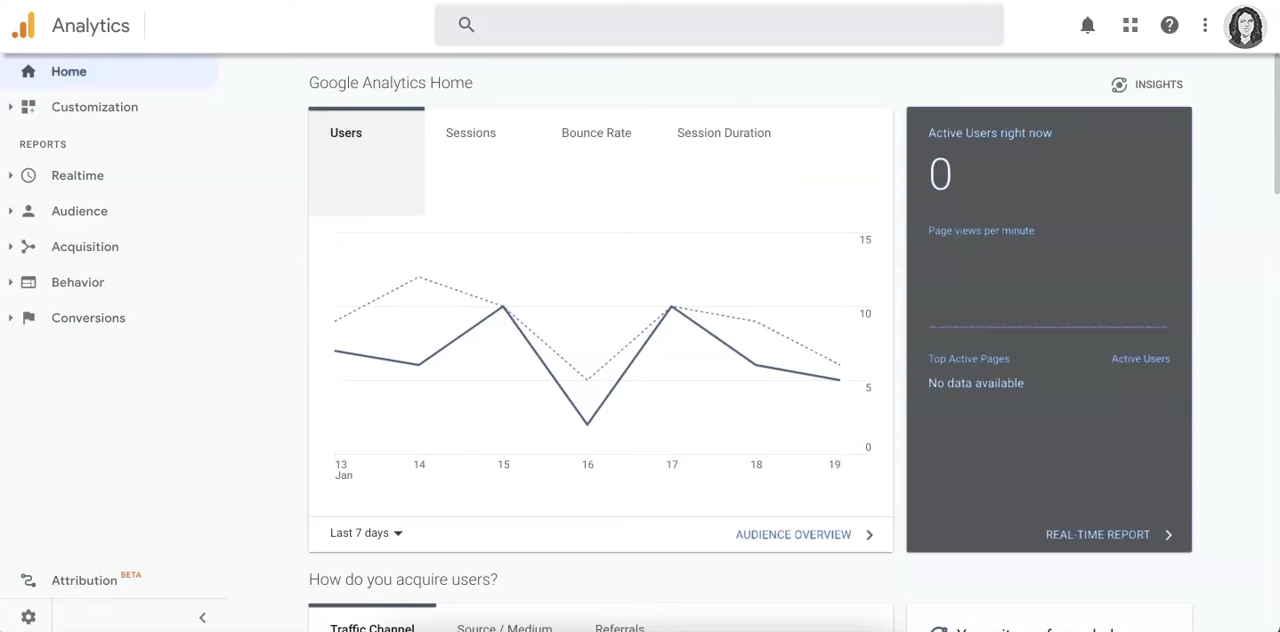 Analytics
Home
Customization
REPORTS
Realtime
Audience
Acquisition
Behavior
Conversions
Attribution BETA
Google Analytics Home
INSIGHTS
Users
Sessions
Bounce Rate
Session Duration
15
10
5
0
13 14 15 16 17 18 19
Jan
Last 7 days
AUDIENCE OVERVIEW
Active Users right now
0
Page views per minute
Top Active Pages Active Users
No data available
REAL-TIME REPORT
How do you acquire users?
Traffic Channel
Source / Medium
Referrals